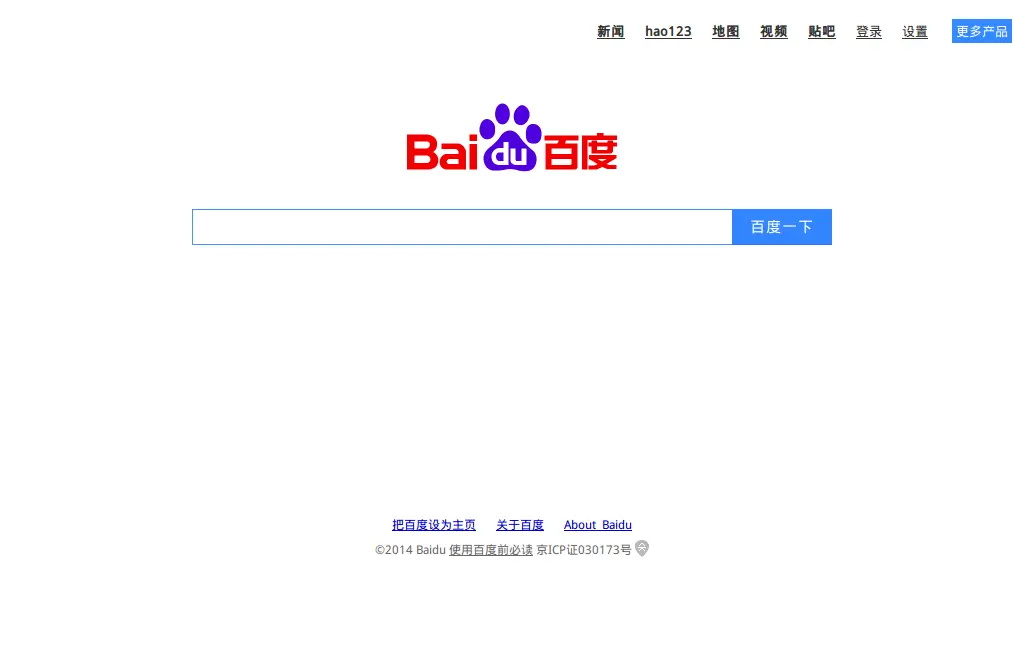 新闻 hao123 地图 视频 贴吧 登录 设置 更多产品
Bai du 百度
百度一下
把百度设为主页 关于百度 About Baidu
©2014 Baidu 使用百度前必读 京ICP证030173号